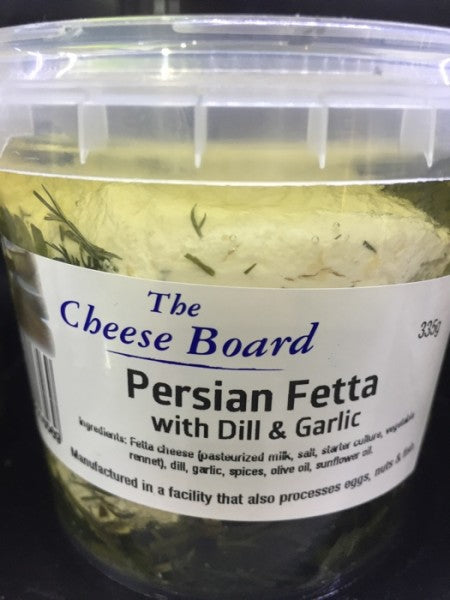 The
Cheese Board
335g
Persian Fetta
with Dill & Garlic
Ingredients: Fetta cheese (pasteurized milk, salt, starter culture, vegetable
rennet), dill, garlic, spices, olive oil, sunflower oil.
Manufactured in a facility that also processes eggs, nuts & fish.